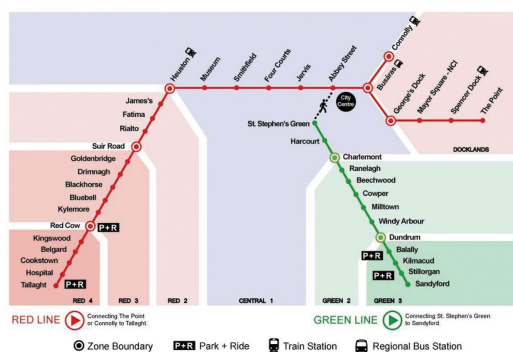 Heuston
Museum
Smithfield
Four Courts
Jervis
Abbey Street
Busáras
Connolly
George's Dock
Mayor Square - NCI
Spencer Dock
The Point
City
Centre
DOCKLANDS
James's
Fatima
Rialto
Suir Road
Goldenbridge
Drimnagh
Blackhorse
Bluebell
Kylemore
Red Cow
P+R
Kingswood
Belgard
Cookstown
Hospital
Tallaght
P+R
St. Stephen's Green
Harcourt
Charlemont
Ranelagh
Beechwood
Cowper
Milltown
Windy Arbour
Dundrum
Balally
P+R
Kilmacud
Stillorgan
P+R
Sandyford
RED 4
RED 3
RED 2
CENTRAL 1
GREEN 2
GREEN 3
RED LINE
Connecting The Point
or Connolly to Tallaght.
GREEN LINE
Connecting St. Stephen's Green
to Sandyford.
Zone Boundary
P+R Park + Ride
Train Station
Regional Bus Station